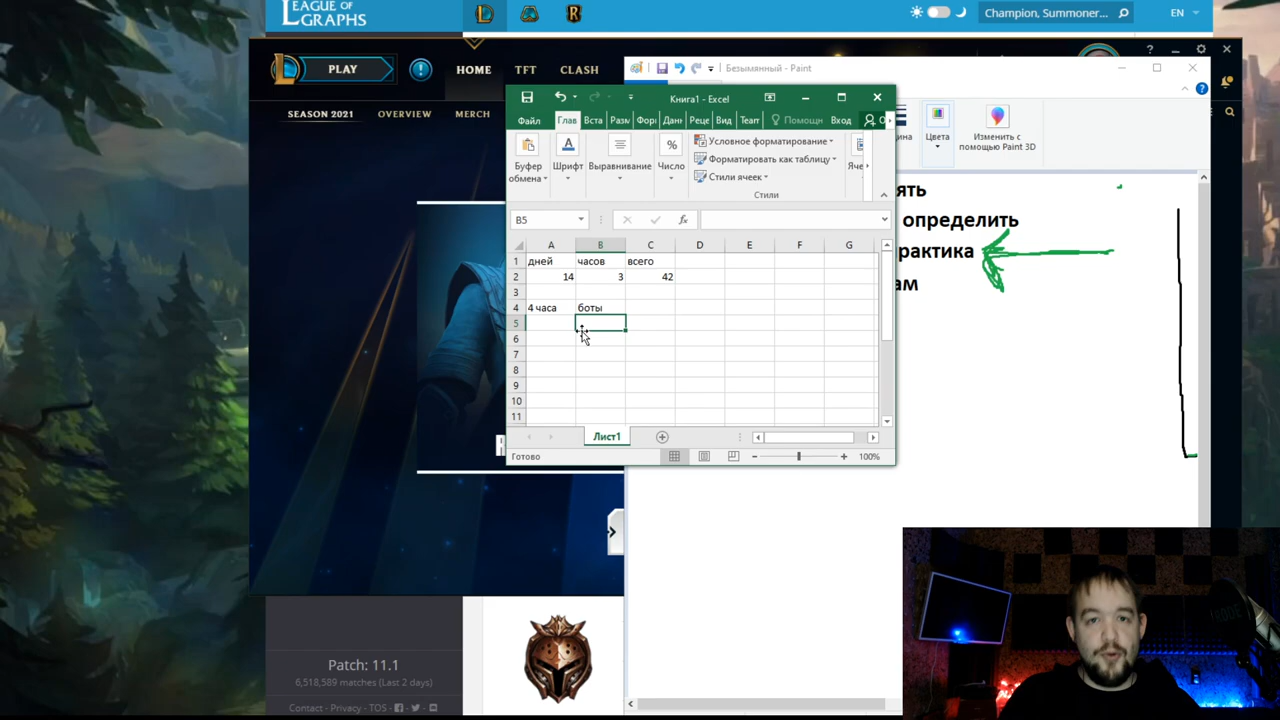 LEAGUE OF
GRAPHS
R
Champion, Summoner...
EN
PLAY
HOME
TFT
CLASH
?
SEASON 2021
OVERVIEW
MERCH
Безымянный - Paint
Цвета
Изменить с
помощью Paint 3D
ять
определить
рактика
ам
Книга1 - Excel
Файл
Глав
Вста
Разм
Форм
Данн
Реце
Вид
Team
Помощн
Вход
Буфер
обмена
Шрифт
Выравнивание
%
Число
Условное форматирование
Форматировать как таблицу
Стили ячеек
Яче
Стили
B5
fx
A B C D E F G
1 дней часов всего
2 14 3 42
3
4 4 часа боты
5
6
7
8
9
10
11
Лист1
Готово
100%
Patch: 11.1
6,518,589 matches (Last 2 days)
Contact - Privacy - TOS -